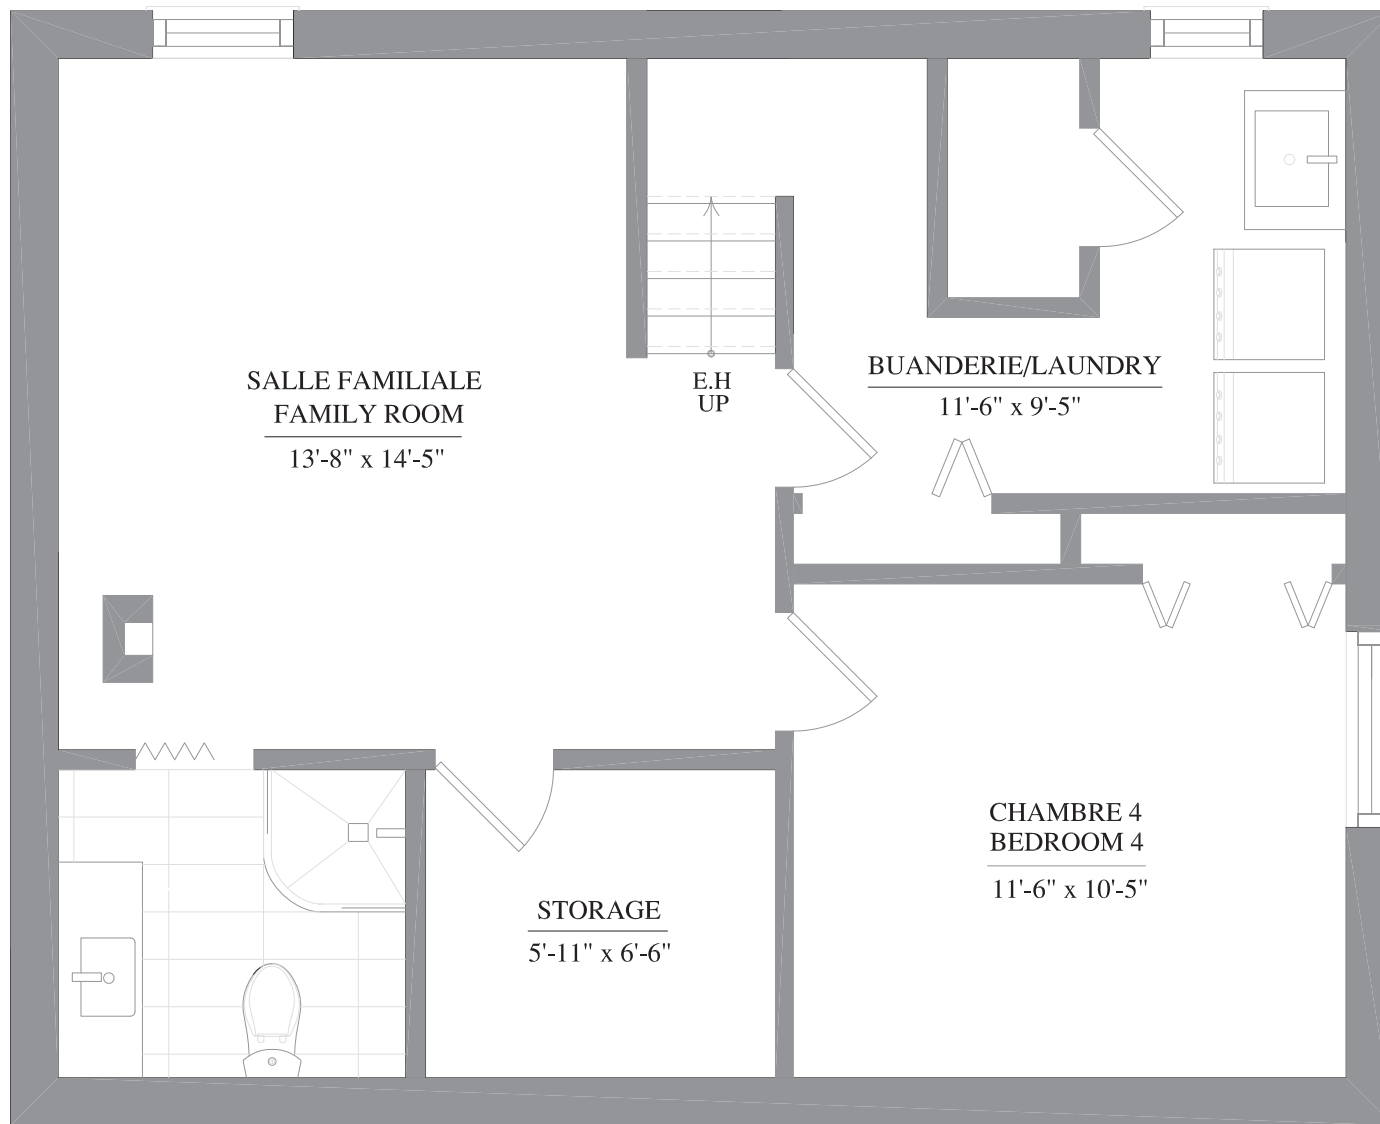 SALLE FAMILIALE
FAMILY ROOM
13'-8" x 14'-5"
E.H
UP
BUANDERIE/LAUNDRY
11'-6" x 9'-5"
CHAMBRE 4
BEDROOM 4
11'-6" x 10'-5"
STORAGE
5'-11" x 6'-6"